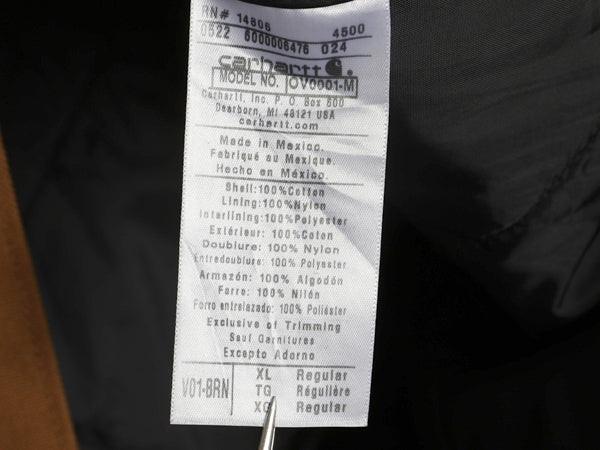 RN# 14806 4500
0522 6000006476 024
carhartt
MODEL NO. OV0001-M
Carhartt, Inc. P.O. Box 600
Dearborn, MI 48121 USA
carhartt.com
Made in Mexico.
Fabriqué au Mexique.
Hecho en México.
Shell:100%Cotton
Lining:100%Nylon
Interlining:100%Polyester
Extérieur: 100%Coton
Doublure: 100% Nylon
Entredoublure: 100% Polyester
Armazón: 100% Algodón
Forro: 100% Nilón
Forro entrelazado: 100% Poliéster
Exclusive of Trimming
Sauf Garnitures
Excepto Adorno
V01-BRN
XL Regular
TG Régulière
XG Regular